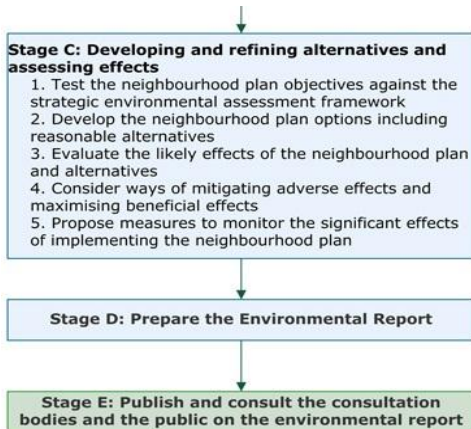 Stage C: Developing and refining alternatives and
assessing effects
1. Test the neighbourhood plan objectives against the
strategic environmental assessment framework
2. Develop the neighbourhood plan options including
reasonable alternatives
3. Evaluate the likely effects of the neighbourhood plan
and alternatives
4. Consider ways of mitigating adverse effects and
maximising beneficial effects
5. Propose measures to monitor the significant effects
of implementing the neighbourhood plan
Stage D: Prepare the Environmental Report
Stage E: Publish and consult the consultation
bodies and the public on the environmental report